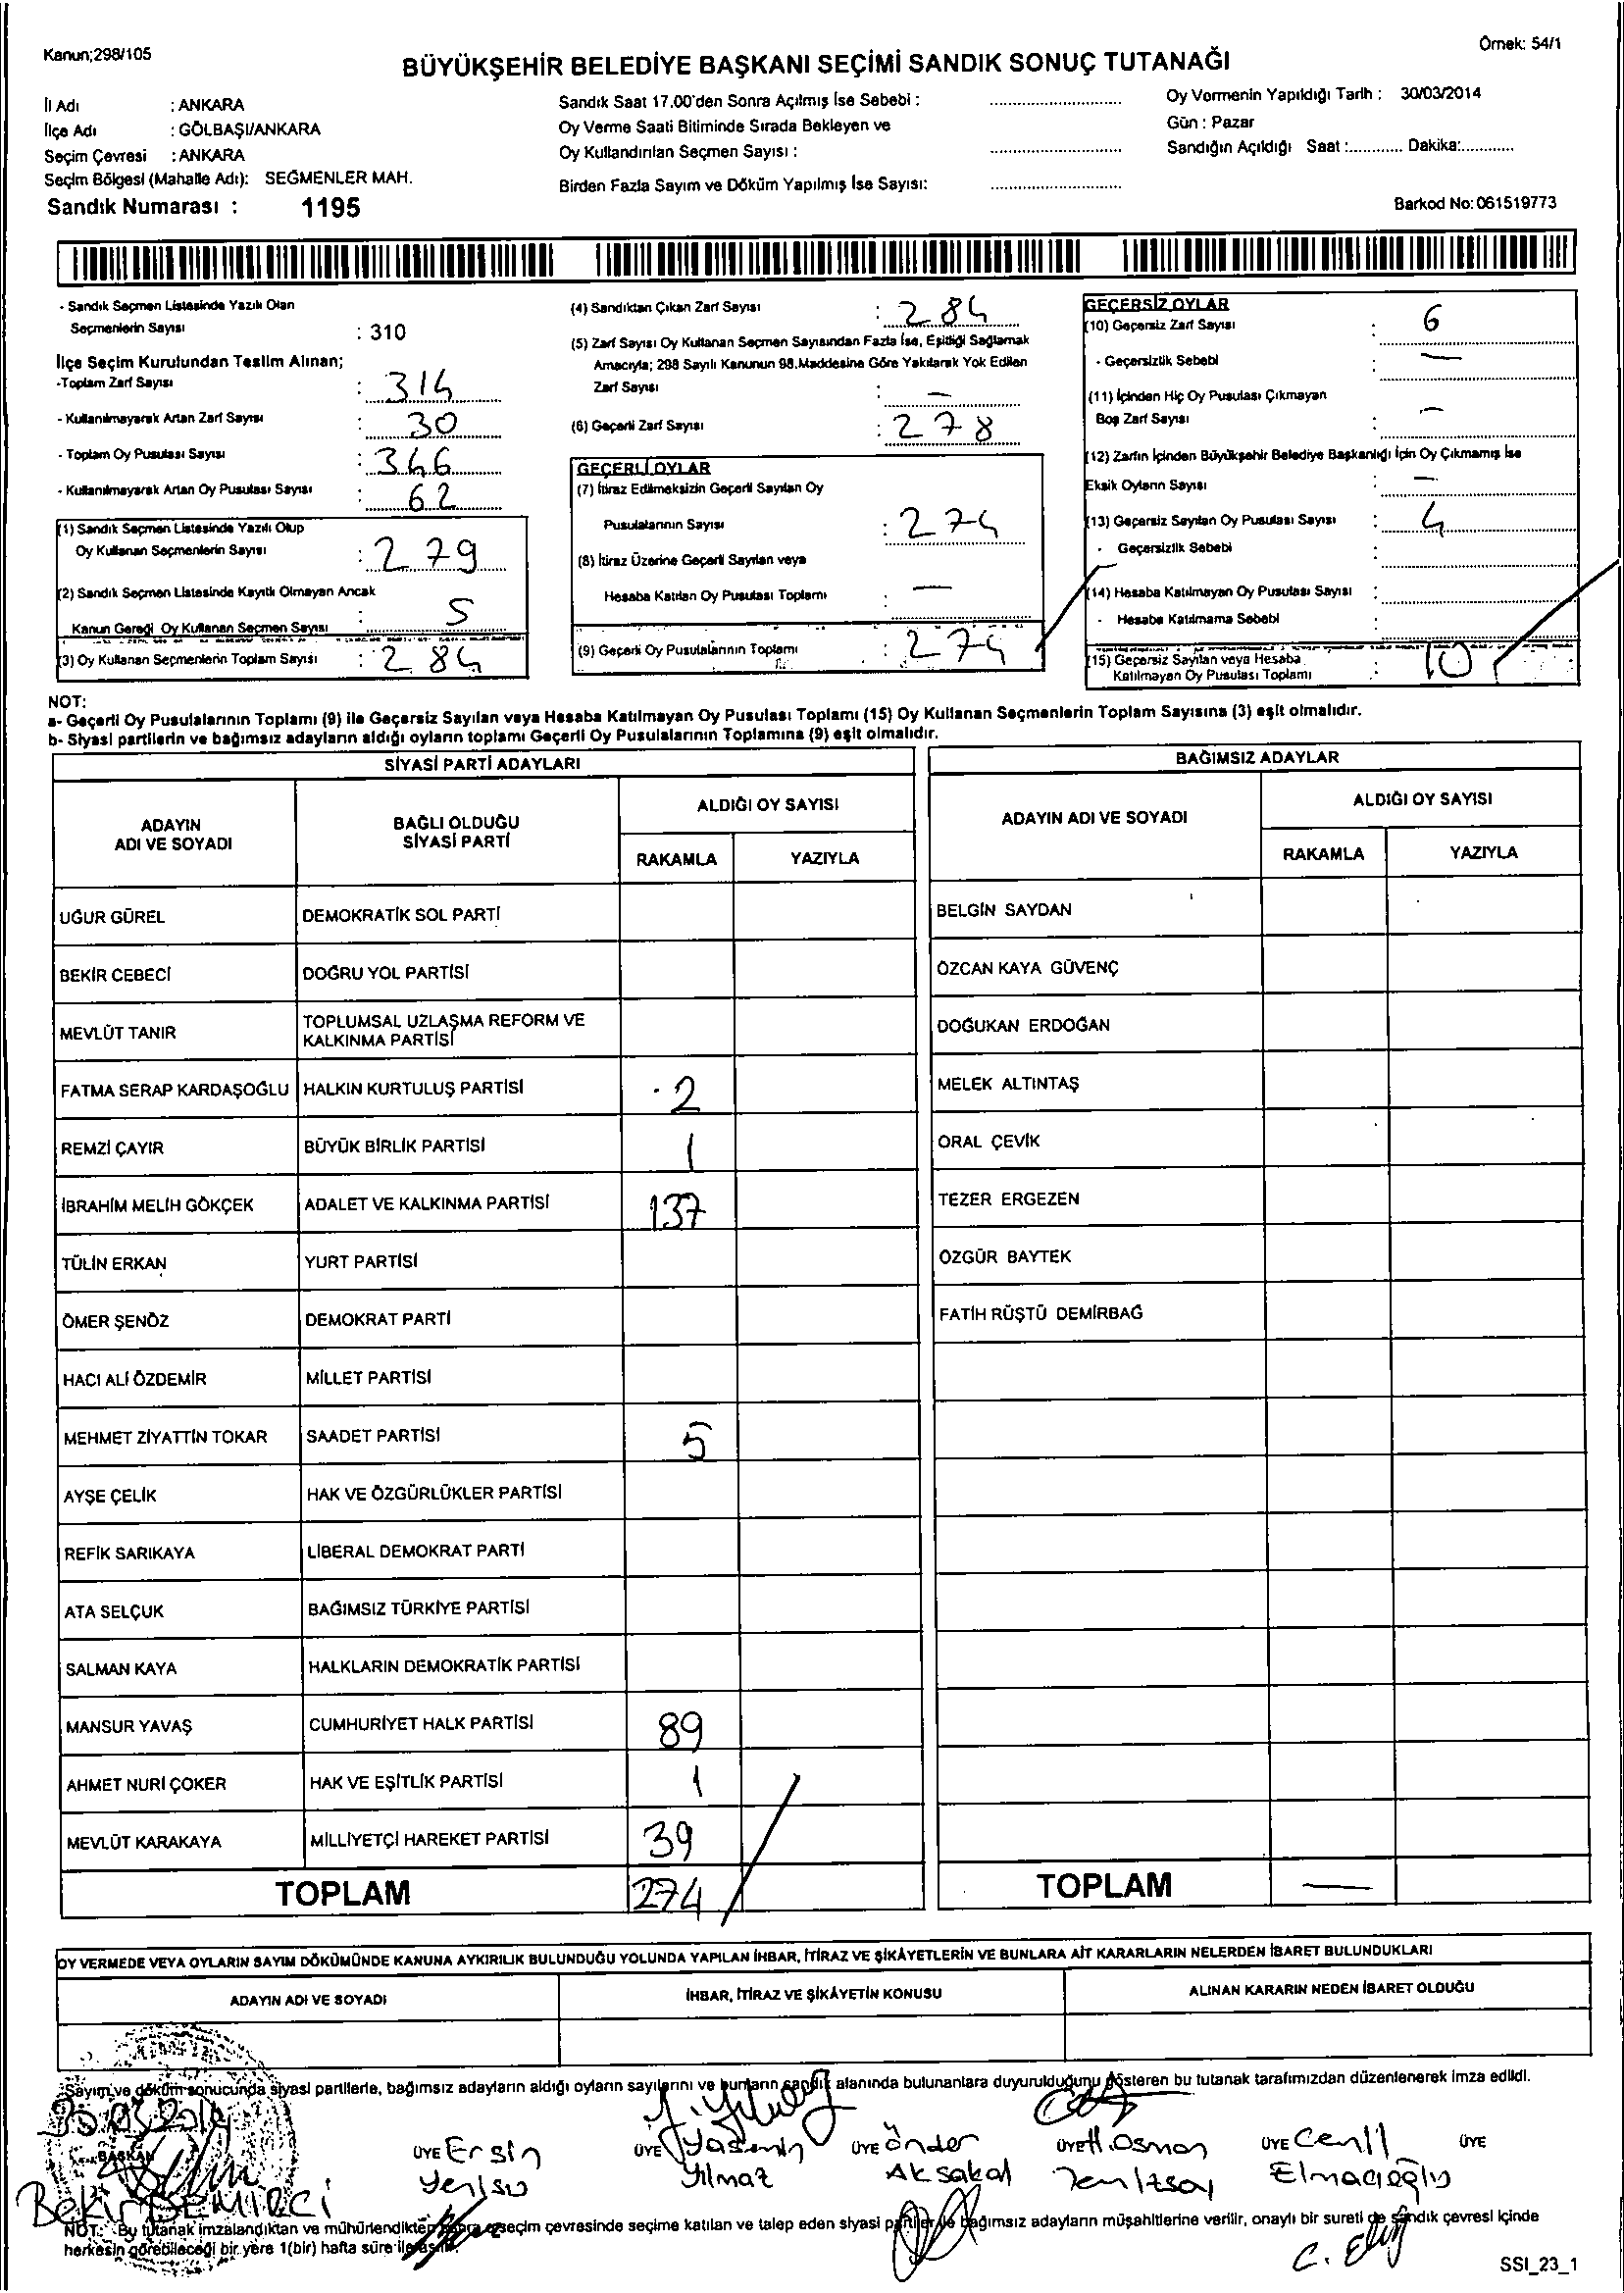 Kanun;298/105
Örnek: 54/1
BÜYÜKŞEHİR BELEDİYE BAŞKANI SEÇİMİ SANDIK SONUÇ TUTANAĞI
İl Adı : ANKARA
İlçe Adı : GÖLBAŞI/ANKARA
Seçim Çevresi : ANKARA
Seçim Bölgesi (Mahalle Adı): SEĞMENLER MAH.
Sandık Numarası : 1195
Sandık Saat 17.00'den Sonra Açılmış İse Sebebi :
Oy Verme Saati Bitiminde Sırada Bekleyen ve
Oy Kullandırılan Seçmen Sayısı :
Birden Fazla Sayım ve Döküm Yapılmış İse Sayısı:
Oy Vermenin Yapıldığı Tarih : 30/03/2014
Gün : Pazar
Sandığın Açıldığı Saat :............ Dakika:............
Barkod No: 061519773
- Sandık Seçmen Listesinde Yazılı Olan
Seçmenlerin Sayısı : 310
İlçe Seçim Kurulundan Teslim Alınan;
-Toplam Zarf Sayısı : 314
- Kullanılmayarak Artan Zarf Sayısı : 30
- Toplam Oy Pusulası Sayısı : 346
- Kullanılmayarak Artan Oy Pusulası Sayısı : 62
(1) Sandık Seçmen Listesinde Yazılı Olup
Oy Kullanan Seçmenlerin Sayısı : 279
(2) Sandık Seçmen Listesinde Kayıtlı Olmayan Ancak
Kanun Gereği Oy Kullanan Seçmen Sayısı : 5
(3) Oy Kullanan Seçmenlerin Toplam Sayısı : 284
(4) Sandıktan Çıkan Zarf Sayısı : 284
(5) Zarf Sayısı Oy Kullanan Seçmen Sayısından Fazla İse, Eşitliği Sağlamak
Amacıyla; 298 Sayılı Kanunun 98.Maddesine Göre Yakılarak Yok Edilen
Zarf Sayısı : —
(6) Geçerli Zarf Sayısı : 278
GEÇERLİ OYLAR
(7) İtiraz Edilmeksizin Geçerli Sayılan Oy
Pusulalarının Sayısı : 274
(8) İtiraz Üzerine Geçerli Sayılan veya
Hesaba Katılan Oy Pusulası Toplamı : —
(9) Geçerli Oy Pusulalarının Toplamı : 274
GEÇERSİZ OYLAR
(10) Geçersiz Zarf Sayısı : 6
- Geçersizlik Sebebi : —
(11) İçinden Hiç Oy Pusulası Çıkmayan
Boş Zarf Sayısı : —
(12) Zarfın İçinden Büyükşehir Belediye Başkanlığı İçin Oy Çıkmamış İse
Eksik Oyların Sayısı : —
(13) Geçersiz Sayılan Oy Pusulası Sayısı : 4
- Geçersizlik Sebebi :
(14) Hesaba Katılmayan Oy Pusulası Sayısı :
- Hesaba Katılmama Sebebi :
(15) Geçersiz Sayılan veya Hesaba
Katılmayan Oy Pusulası Toplamı : 10
NOT:
a- Geçerli Oy Pusulalarının Toplamı (9) ile Geçersiz Sayılan veya Hesaba Katılmayan Oy Pusulası Toplamı (15) Oy Kullanan Seçmenlerin Toplam Sayısına (3) eşit olmalıdır.
b- Siyasi partilerin ve bağımsız adayların aldığı oyların toplamı Geçerli Oy Pusulalarının Toplamına (9) eşit olmalıdır.
SİYASİ PARTİ ADAYLARI
ADAYIN ADI VE SOYADI
BAĞLI OLDUĞU SİYASİ PARTİ
ALDIĞI OY SAYISI
RAKAMLA YAZIYLA
UĞUR GÜREL DEMOKRATİK SOL PARTİ
BEKİR CEBECİ DOĞRU YOL PARTİSİ
MEVLÜT TANIR TOPLUMSAL UZLAŞMA REFORM VE KALKINMA PARTİSİ
FATMA SERAP KARDAŞOĞLU HALKIN KURTULUŞ PARTİSİ 2
REMZİ ÇAYIR BÜYÜK BİRLİK PARTİSİ 1
İBRAHİM MELİH GÖKÇEK ADALET VE KALKINMA PARTİSİ 137
TÜLİN ERKAN YURT PARTİSİ
ÖMER ŞENÖZ DEMOKRAT PARTİ
HACI ALİ ÖZDEMİR MİLLET PARTİSİ
MEHMET ZİYATTİN TOKAR SAADET PARTİSİ 5
AYŞE ÇELİK HAK VE ÖZGÜRLÜKLER PARTİSİ
REFİK SARIKAYA LİBERAL DEMOKRAT PARTİ
ATA SELÇUK BAĞIMSIZ TÜRKİYE PARTİSİ
SALMAN KAYA HALKLARIN DEMOKRATİK PARTİSİ
MANSUR YAVAŞ CUMHURİYET HALK PARTİSİ 89
AHMET NURİ ÇOKER HAK VE EŞİTLİK PARTİSİ 1
MEVLÜT KARAKAYA MİLLİYETÇİ HAREKET PARTİSİ 39
TOPLAM 274
BAĞIMSIZ ADAYLAR
ADAYIN ADI VE SOYADI
ALDIĞI OY SAYISI
RAKAMLA YAZIYLA
BELGİN SAYDAN
ÖZCAN KAYA GÜVENÇ
DOĞUKAN ERDOĞAN
MELEK ALTINTAŞ
ORAL ÇEVİK
TEZER ERGEZEN
ÖZGÜR BAYTEK
FATİH RÜŞTÜ DEMİRBAĞ
TOPLAM —
OY VERMEDE VEYA OYLARIN SAYIM DÖKÜMÜNDE KANUNA AYKIRILIK BULUNDUĞU YOLUNDA YAPILAN İHBAR, İTİRAZ VE ŞİKÂYETLERİN VE BUNLARA AİT KARARLARIN NELERDEN İBARET BULUNDUKLARI
ADAYIN ADI VE SOYADI İHBAR, İTİRAZ VE ŞİKÂYETİN KONUSU ALINAN KARARIN NEDEN İBARET OLDUĞU
Sayım ve döküm sonucunda siyasi partilerle, bağımsız adayların aldığı oyların sayılarını ve bunların sandık alanında bulunanlara duyurulduğunu gösteren bu tutanak tarafımızdan düzenlenerek imza edildi.
30.03.2014
BAŞKAN
Bekir DEMİRCİ
ÜYE Ersin Yenisu
ÜYE Yasemin Yılmaz
ÜYE Önder Aksakal
ÜYE H.Osman
ÜYE Cenll Elmacıoğlu
ÜYE
NOT: Bu tutanak imzalandıktan ve mühürlendikten sonra seçim çevresinde seçime katılan ve talep eden siyasi partiler ile bağımsız adayların müşahitlerine verilir, onaylı bir sureti de sandık çevresi içinde
herkesin görebileceği bir yere 1(bir) hafta süre ile asılır.
SSI_23_1